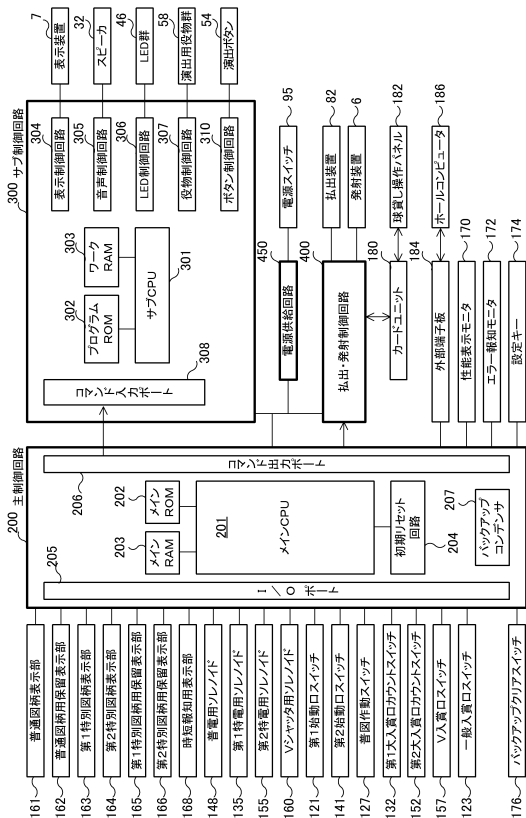 200 主制御回路
205
I/Oポート
203
メイン
RAM
202
メイン
ROM
201
メインCPU
初期リセット
回路
204
207
バックアップ
コンデンサ
206
コマンド出力ポート
161 普通図柄表示部
162 普通図柄用保留表示部
163 第1特別図柄表示部
164 第2特別図柄表示部
165 第1特別図柄用保留表示部
166 第2特別図柄用保留表示部
168 時短報知用表示部
148 普電用ソレノイド
135 第1特電用ソレノイド
155 第2特電用ソレノイド
160 Vシャッタ用ソレノイド
121 第1始動口スイッチ
141 第2始動口スイッチ
127 普図作動スイッチ
132 第1大入賞口カウントスイッチ
152 第2大入賞口カウントスイッチ
157 V入賞口スイッチ
123 一般入賞口スイッチ
176 バックアップクリアスイッチ
300 サブ制御回路
308
コマンド入力ポート
302
プログラム
ROM
303
ワーク
RAM
サブCPU
301
304
表示制御回路
305
音声制御回路
306
LED制御回路
307
役物制御回路
310
ボタン制御回路
表示装置 7
スピーカ 32
LED群 46
演出用役物群 58
演出ボタン 54
450
電源供給回路
電源スイッチ 95
400
払出・発射制御回路
払出装置 82
発射装置 6
180
カードユニット
球貸し操作パネル 182
184
外部端子板
ホールコンピュータ 186
性能表示モニタ 170
エラー報知モニタ 172
設定キー 174